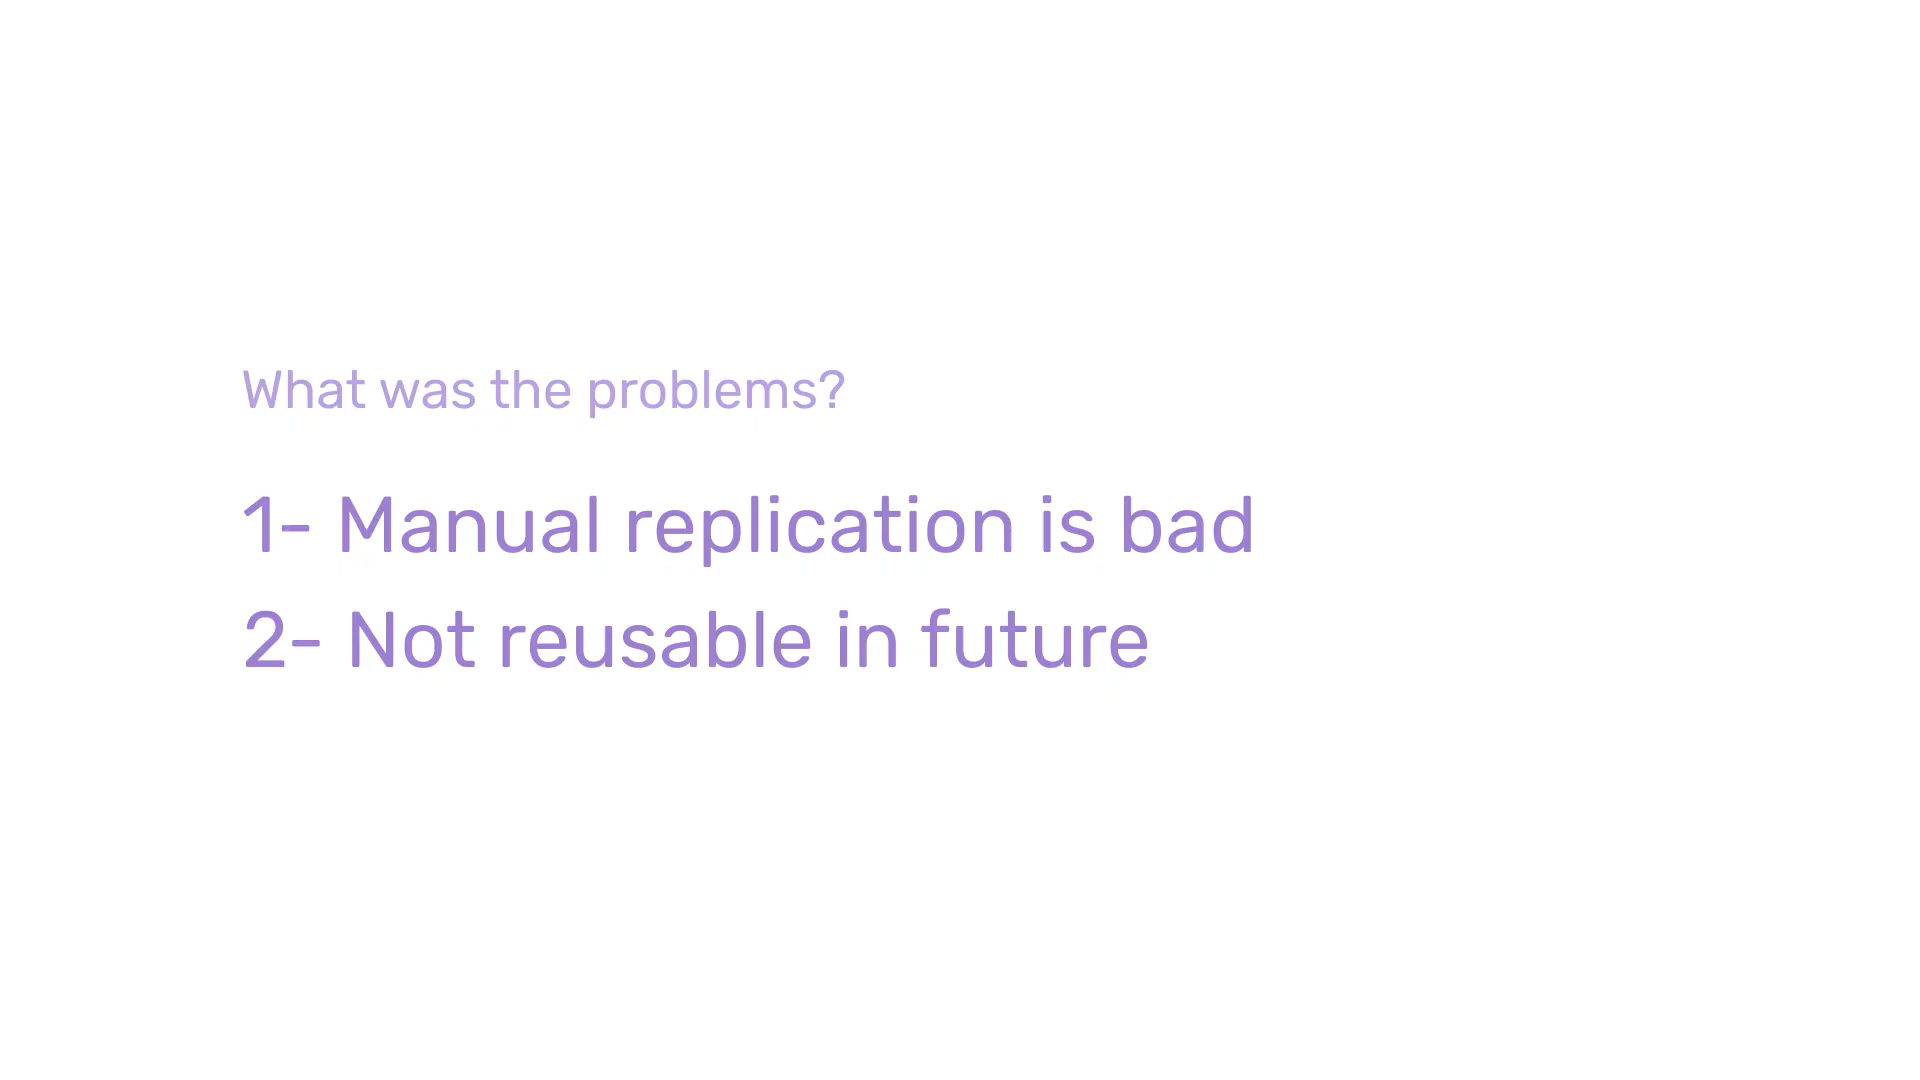 What was the problems?
1- Manual replication is bad
2- Not reusable in future